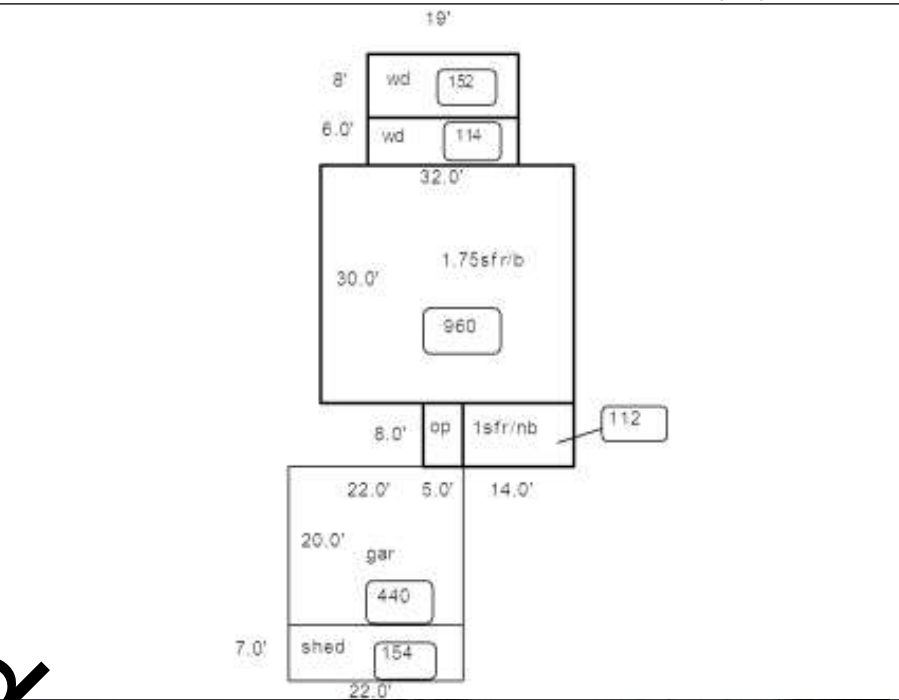 19'
8' wd 152
6.0' wd 114
32.0'
1.75sfr/b
30.0'
960
8.0' op 1sfr/nb 112
22.0' 5.0' 14.0'
20.0' gar
440
7.0' shed 154
22.0'